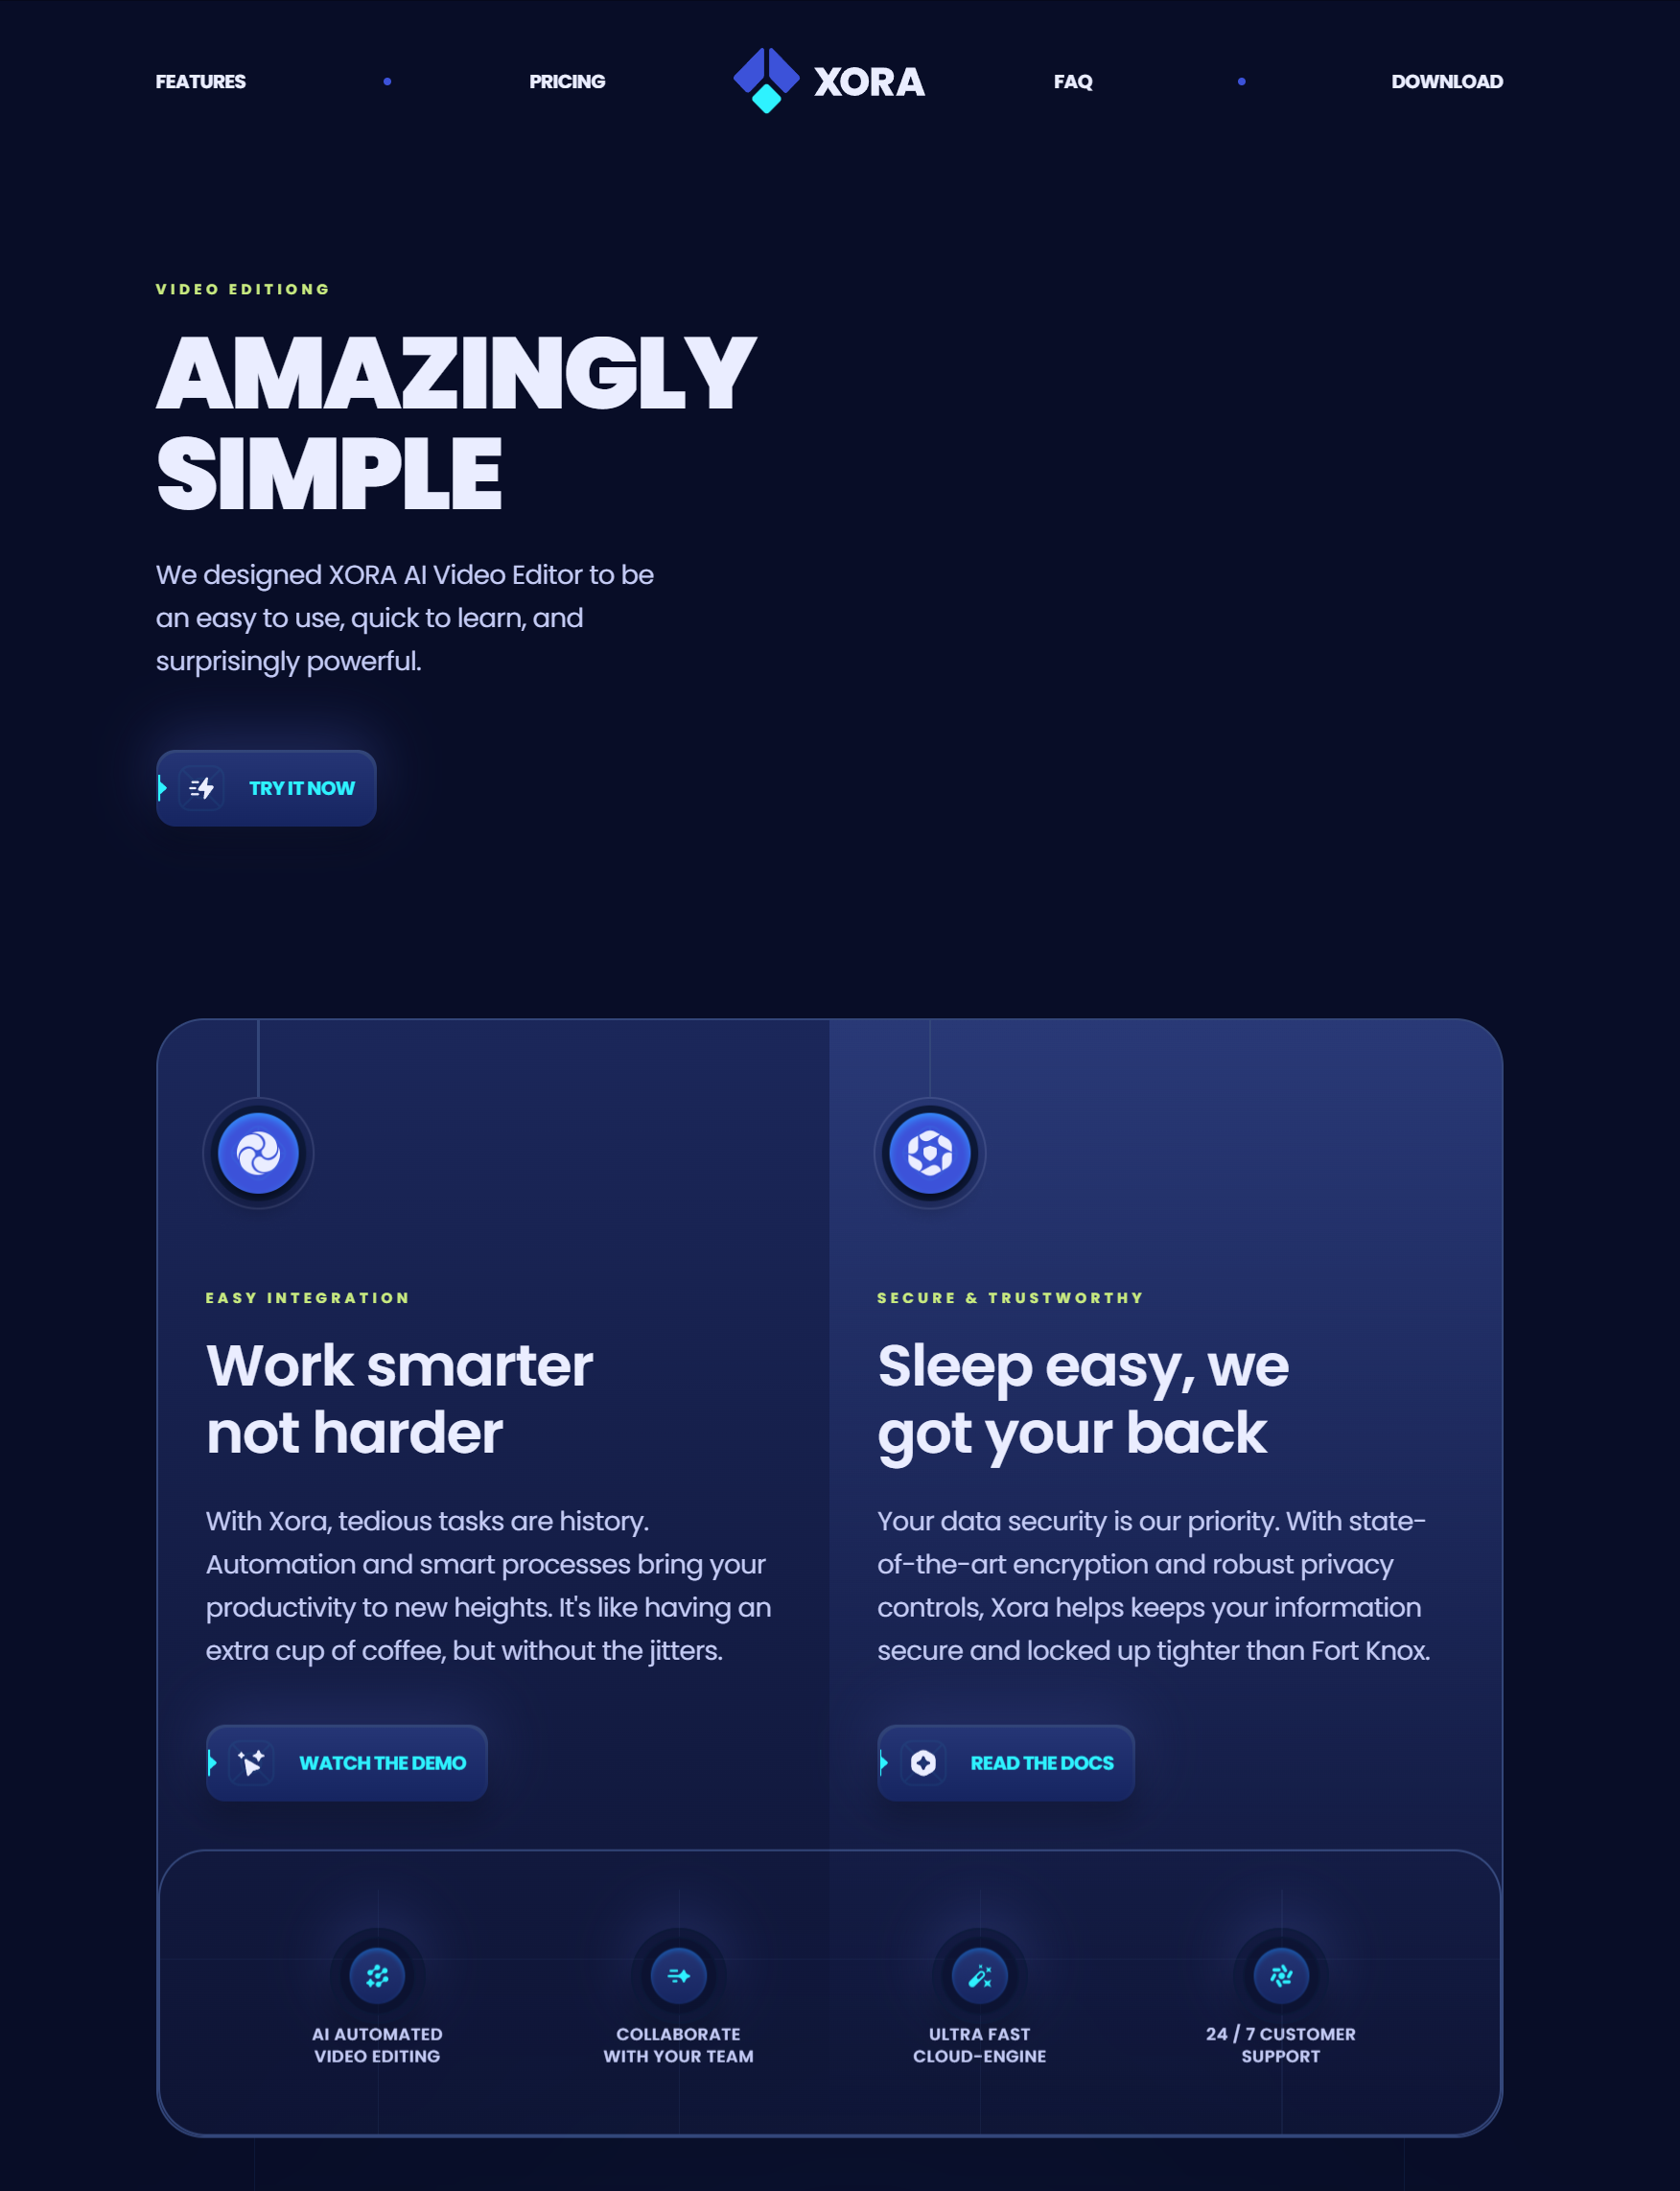 FEATURES
PRICING
XORA
FAQ
DOWNLOAD
VIDEO EDITIONG
AMAZINGLY
SIMPLE
We designed XORA AI Video Editor to be
an easy to use, quick to learn, and
surprisingly powerful.
TRY IT NOW
EASY INTEGRATION
Work smarter
not harder
With Xora, tedious tasks are history.
Automation and smart processes bring your
productivity to new heights. It's like having an
extra cup of coffee, but without the jitters.
WATCH THE DEMO
SECURE & TRUSTWORTHY
Sleep easy, we
got your back
Your data security is our priority. With state-
of-the-art encryption and robust privacy
controls, Xora helps keeps your information
secure and locked up tighter than Fort Knox.
READ THE DOCS
AI AUTOMATED
VIDEO EDITING
COLLABORATE
WITH YOUR TEAM
ULTRA FAST
CLOUD-ENGINE
24 / 7 CUSTOMER
SUPPORT